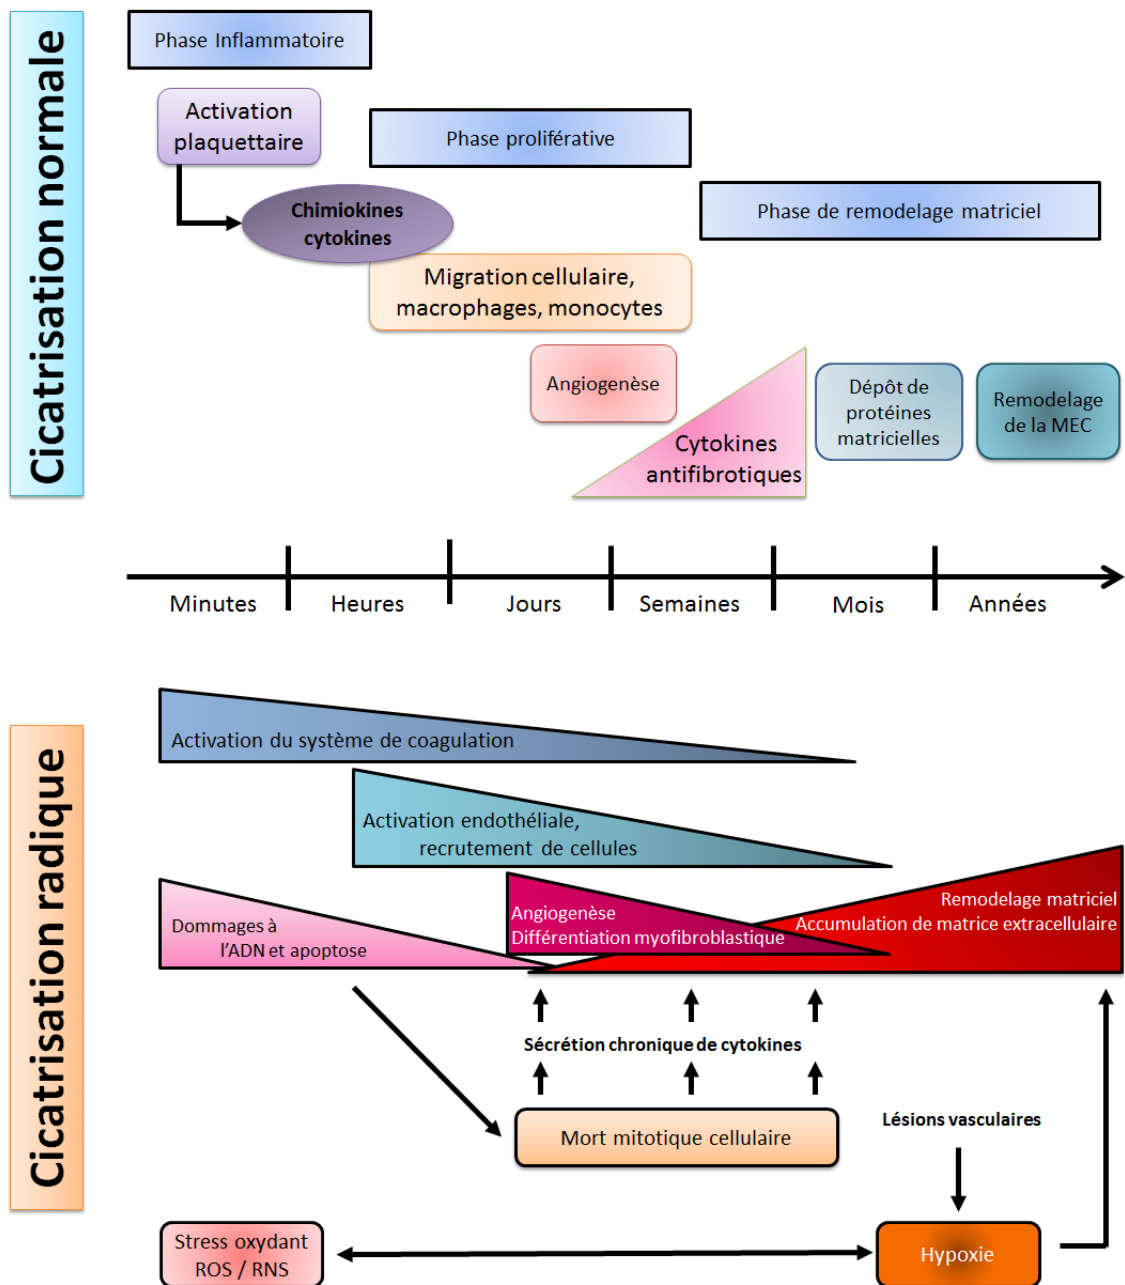 Cicatrisation normale
Phase Inflammatoire
Activation
plaquettaire
Phase proliférative
Chimiokines
cytokines
Phase de remodelage matriciel
Migration cellulaire,
macrophages, monocytes
Angiogenèse
Cytokines
antifibrotiques
Dépôt de
protéines
matricielles
Remodelage
de la MEC
Minutes
Heures
Jours
Semaines
Mois
Années
Cicatrisation radique
Activation du système de coagulation
Activation endothéliale,
recrutement de cellules
Dommages à
l'ADN et apoptose
Angiogenèse
Différentiation myofibroblastique
Remodelage matriciel
Accumulation de matrice extracellulaire
Sécrétion chronique de cytokines
Mort mitotique cellulaire
Lésions vasculaires
Stress oxydant
ROS / RNS
Hypoxie